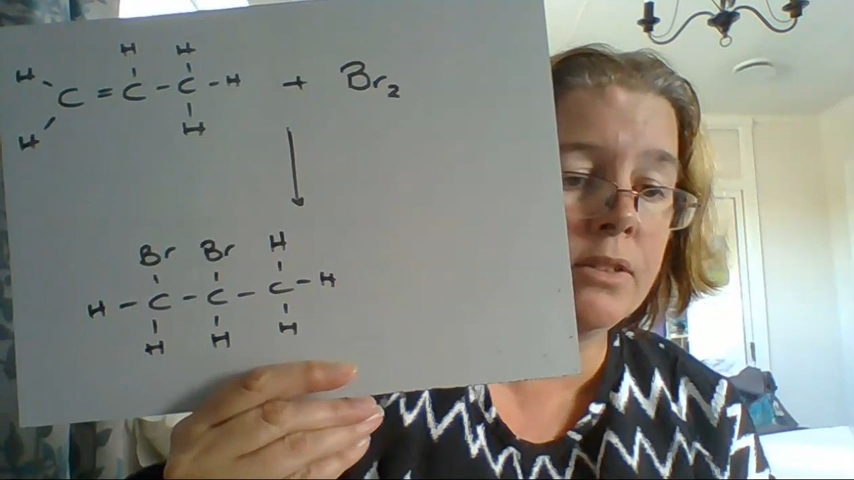 H H
H C = C - C - H + Br2
H H
Br Br H
H - C - C - C - H
H H H